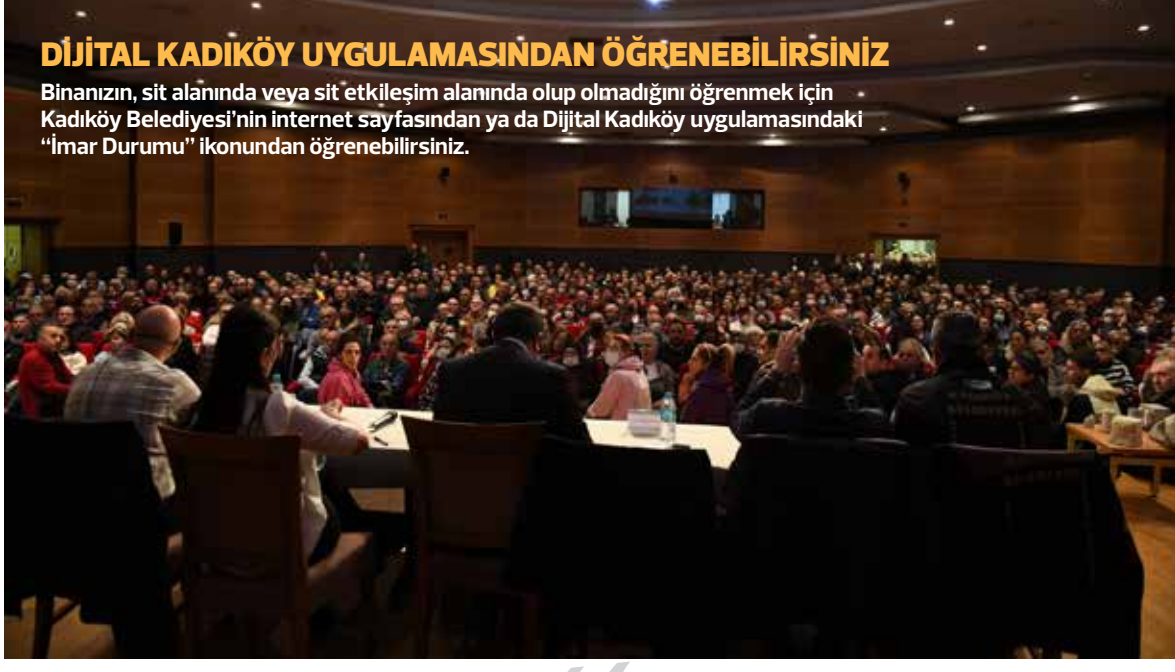 DİJİTAL KADIKÖY UYGULAMASINDAN ÖĞRENEBİLİRSİNİZ
Binanızın, sit alanında veya sit etkileşim alanında olup olmadığını öğrenmek için
Kadıköy Belediyesi’nin internet sayfasından ya da Dijital Kadıköy uygulamasındaki
“İmar Durumu” ikonundan öğrenebilirsiniz.